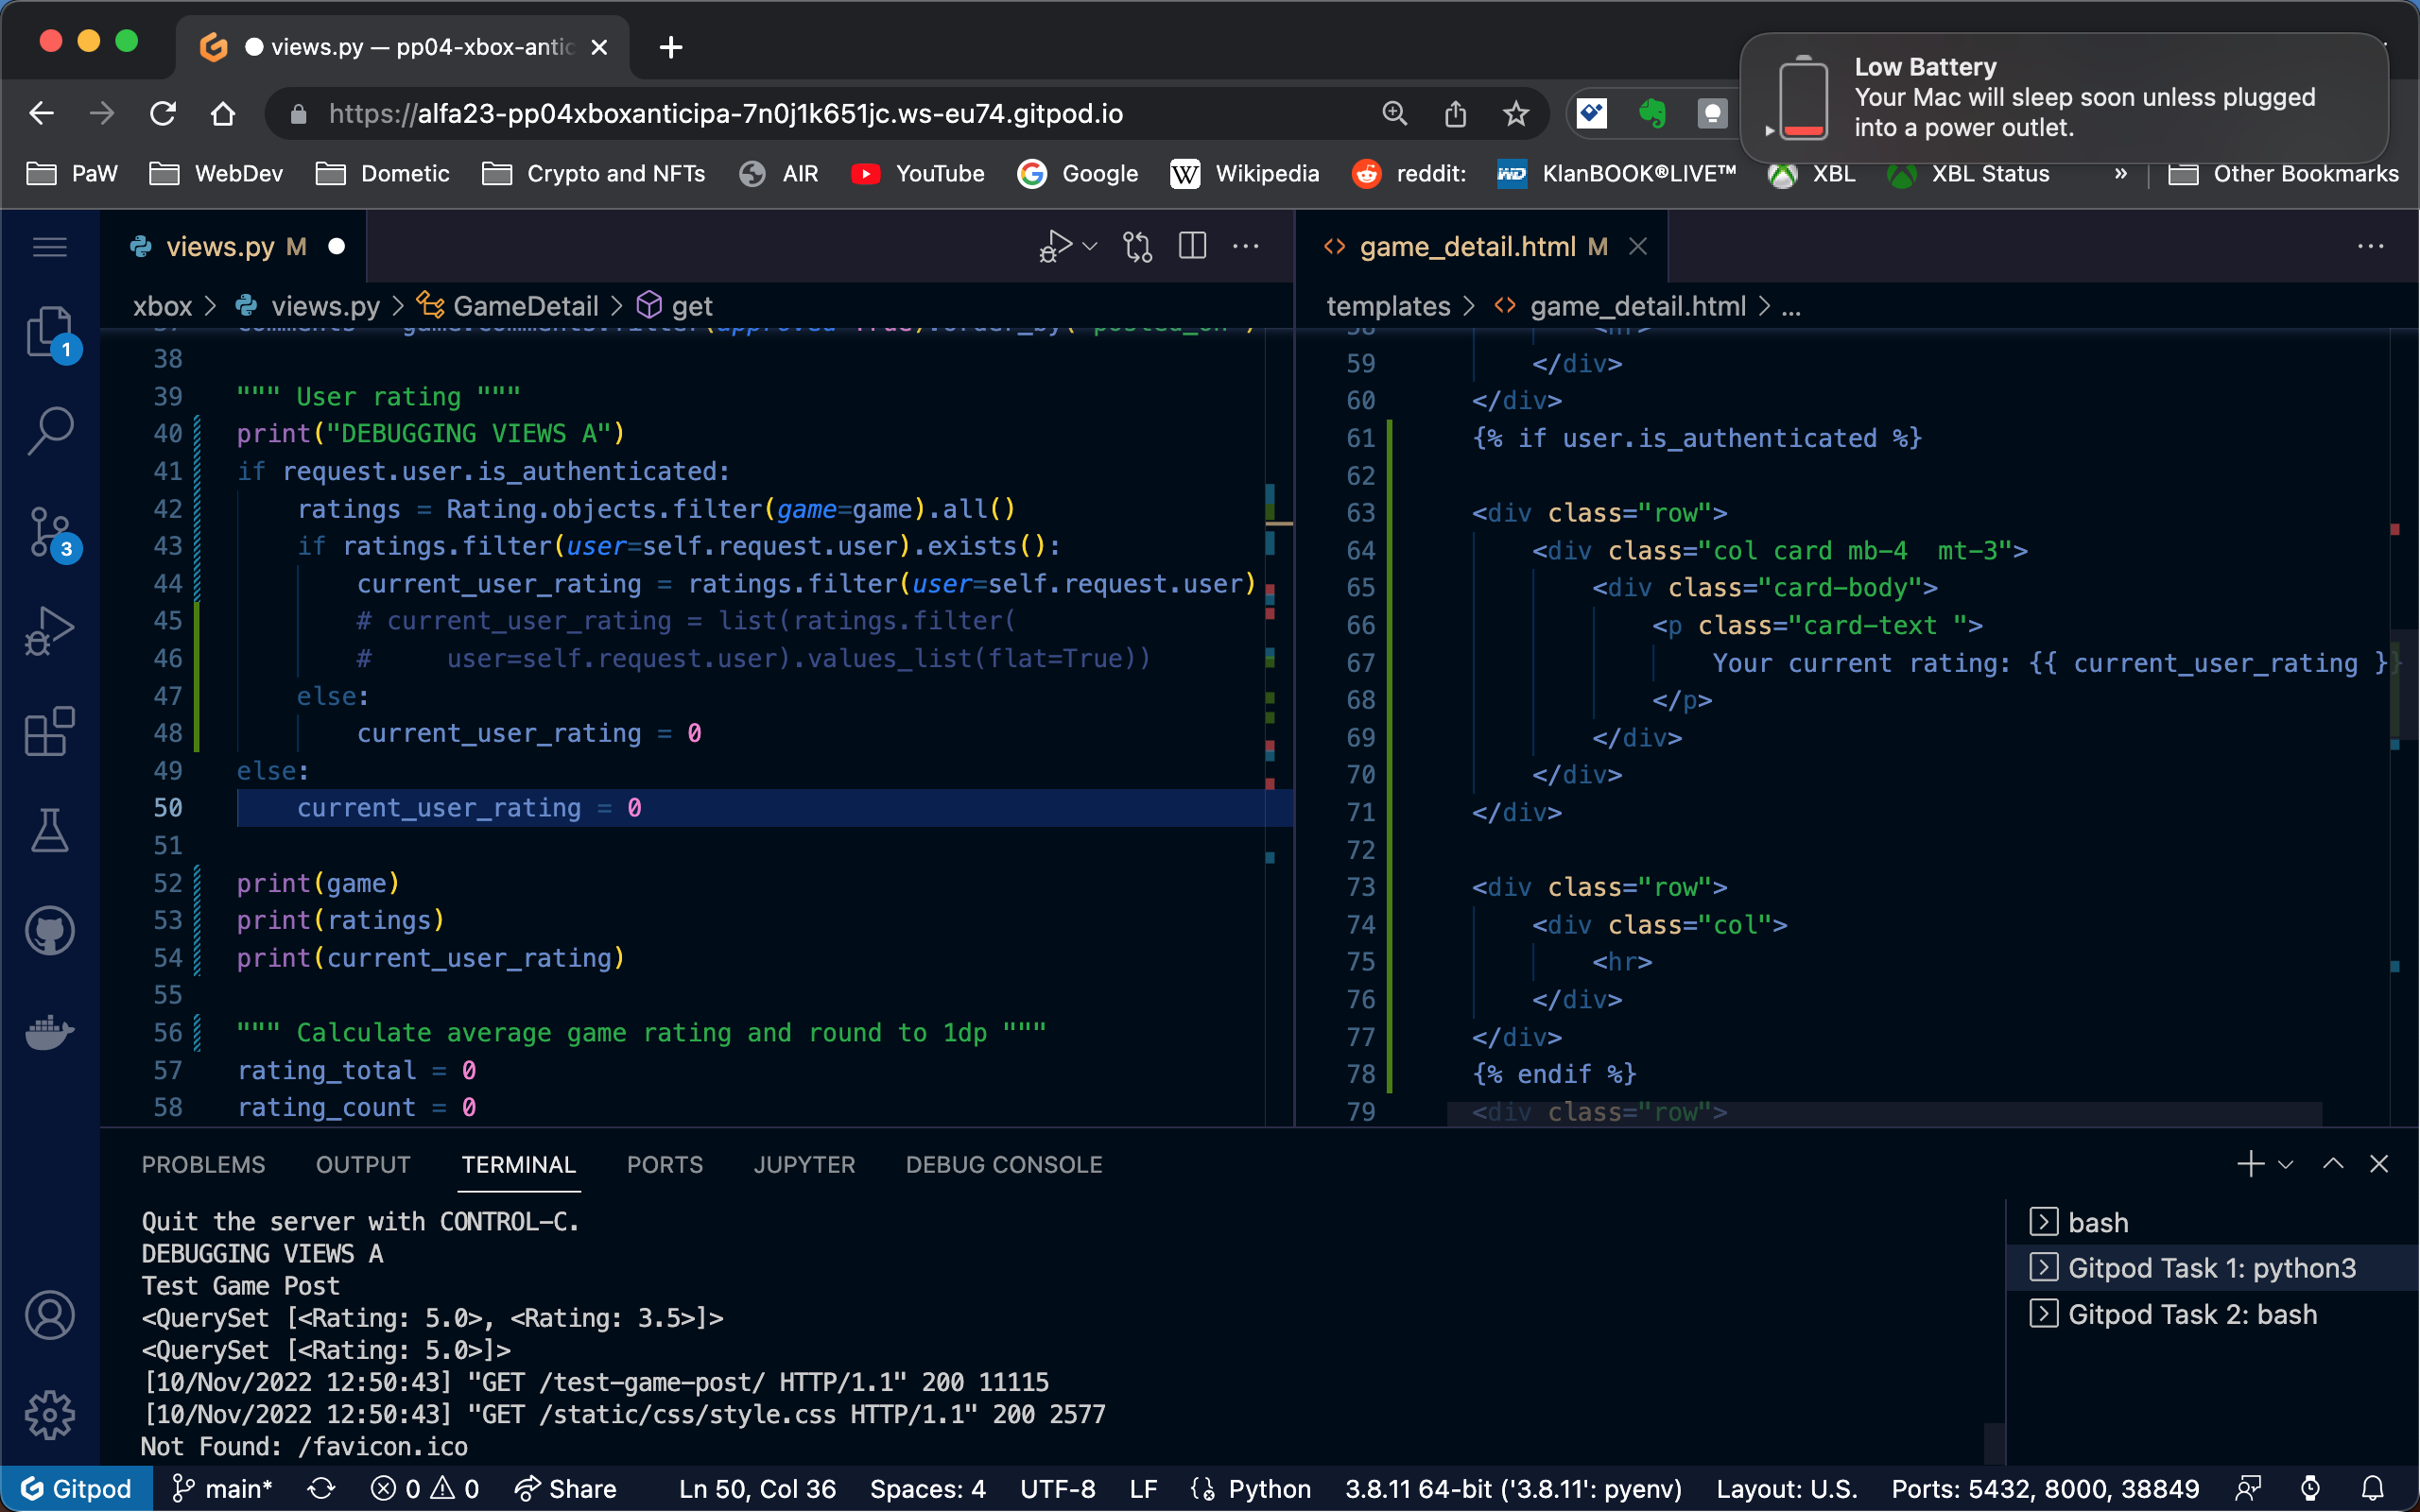 views.py — pp04-xbox-antic
Low Battery
Your Mac will sleep soon unless plugged
into a power outlet.
https://alfa23-pp04xboxanticipa-7n0j1k651jc.ws-eu74.gitpod.io
PaW WebDev Dometic Crypto and NFTs AIR YouTube Google Wikipedia reddit: KlanBOOK®LIVE™ XBL XBL Status » Other Bookmarks
views.py M
xbox > views.py > GameDetail > get
38
39 """ User rating """
40 print("DEBUGGING VIEWS A")
41 if request.user.is_authenticated:
42 ratings = Rating.objects.filter(game=game).all()
43 if ratings.filter(user=self.request.user).exists():
44 current_user_rating = ratings.filter(user=self.request.user)
45 # current_user_rating = list(ratings.filter(
46 #     user=self.request.user).values_list(flat=True))
47 else:
48 current_user_rating = 0
49 else:
50 current_user_rating = 0
51
52 print(game)
53 print(ratings)
54 print(current_user_rating)
55
56 """ Calculate average game rating and round to 1dp """
57 rating_total = 0
58 rating_count = 0
game_detail.html M
templates > game_detail.html > ...
58 <hr>
59 </div>
60 </div>
61 {% if user.is_authenticated %}
62
63 <div class="row">
64 <div class="col card mb-4  mt-3">
65 <div class="card-body">
66 <p class="card-text ">
67 Your current rating: {{ current_user_rating }}
68 </p>
69 </div>
70 </div>
71 </div>
72
73 <div class="row">
74 <div class="col">
75 <hr>
76 </div>
77 </div>
78 {% endif %}
79 <div class="row">
1
3
PROBLEMS OUTPUT TERMINAL PORTS JUPYTER DEBUG CONSOLE
Quit the server with CONTROL-C.
DEBUGGING VIEWS A
Test Game Post
<QuerySet [<Rating: 5.0>, <Rating: 3.5>]>
<QuerySet [<Rating: 5.0>]>
[10/Nov/2022 12:50:43] "GET /test-game-post/ HTTP/1.1" 200 11115
[10/Nov/2022 12:50:43] "GET /static/css/style.css HTTP/1.1" 200 2577
Not Found: /favicon.ico
bash
Gitpod Task 1: python3
Gitpod Task 2: bash
Gitpod main* 0 0 Share Ln 50, Col 36 Spaces: 4 UTF-8 LF Python 3.8.11 64-bit ('3.8.11': pyenv) Layout: U.S. Ports: 5432, 8000, 38849